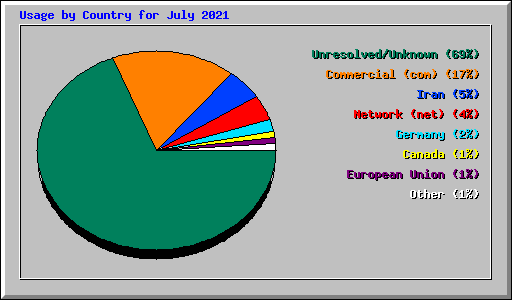 Usage by Country for July 2021
Unresolved/Unknown (69%)
Commercial (com) (17%)
Iran (5%)
Network (net) (4%)
Germany (2%)
Canada (1%)
European Union (1%)
Other (1%)